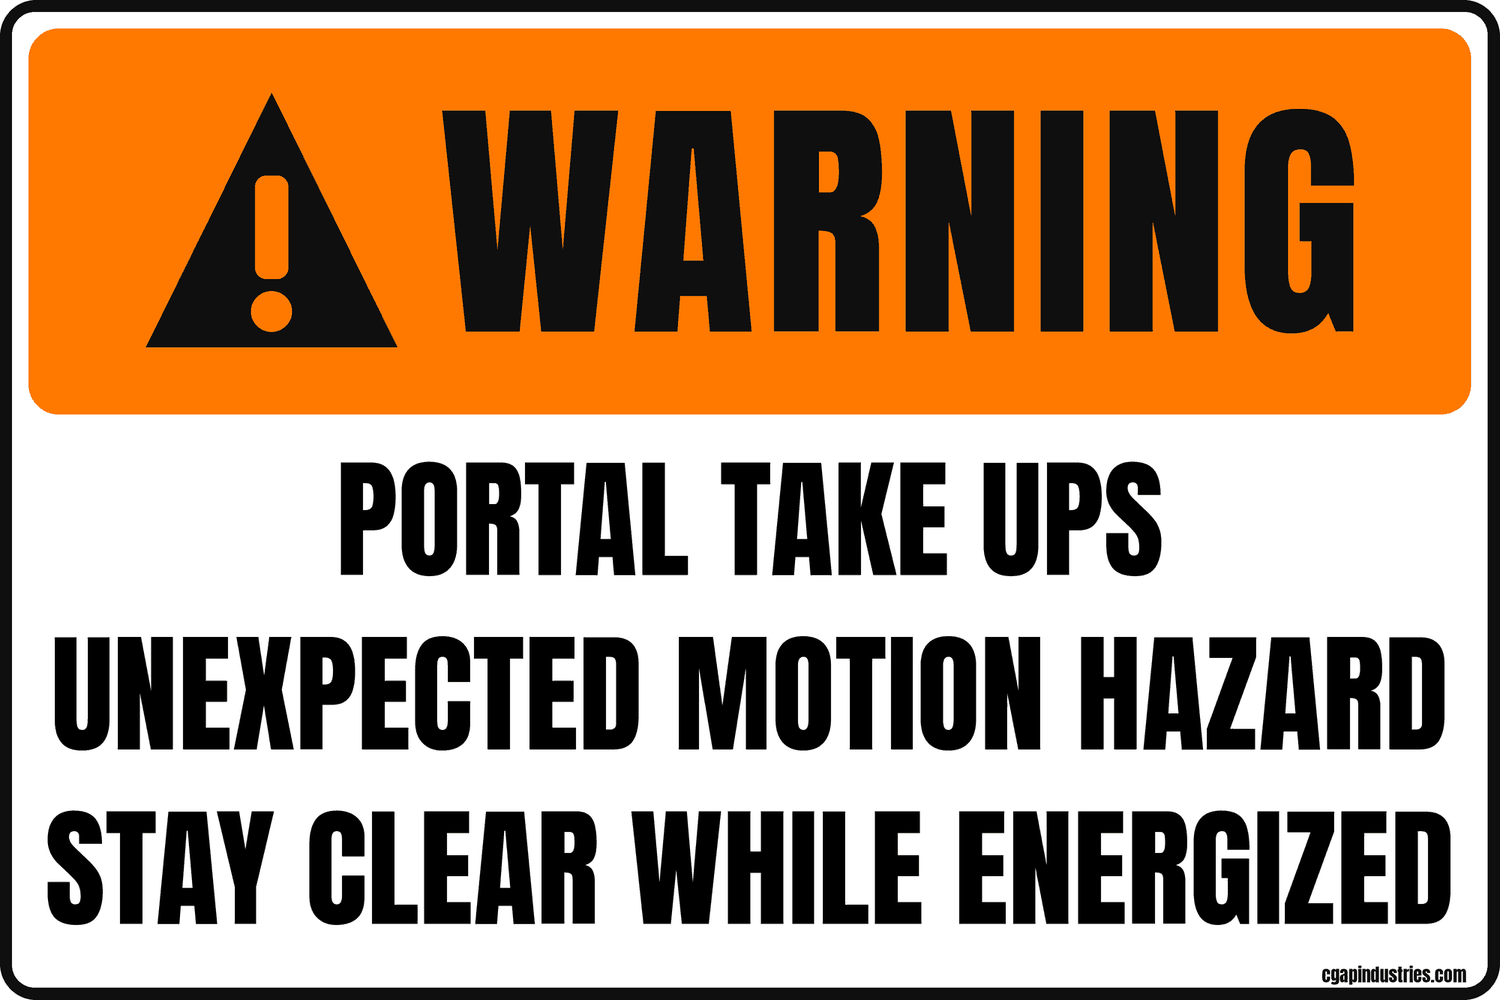 WARNING
PORTAL TAKE UPS
UNEXPECTED MOTION HAZARD
STAY CLEAR WHILE ENERGIZED
cgapindustries.com